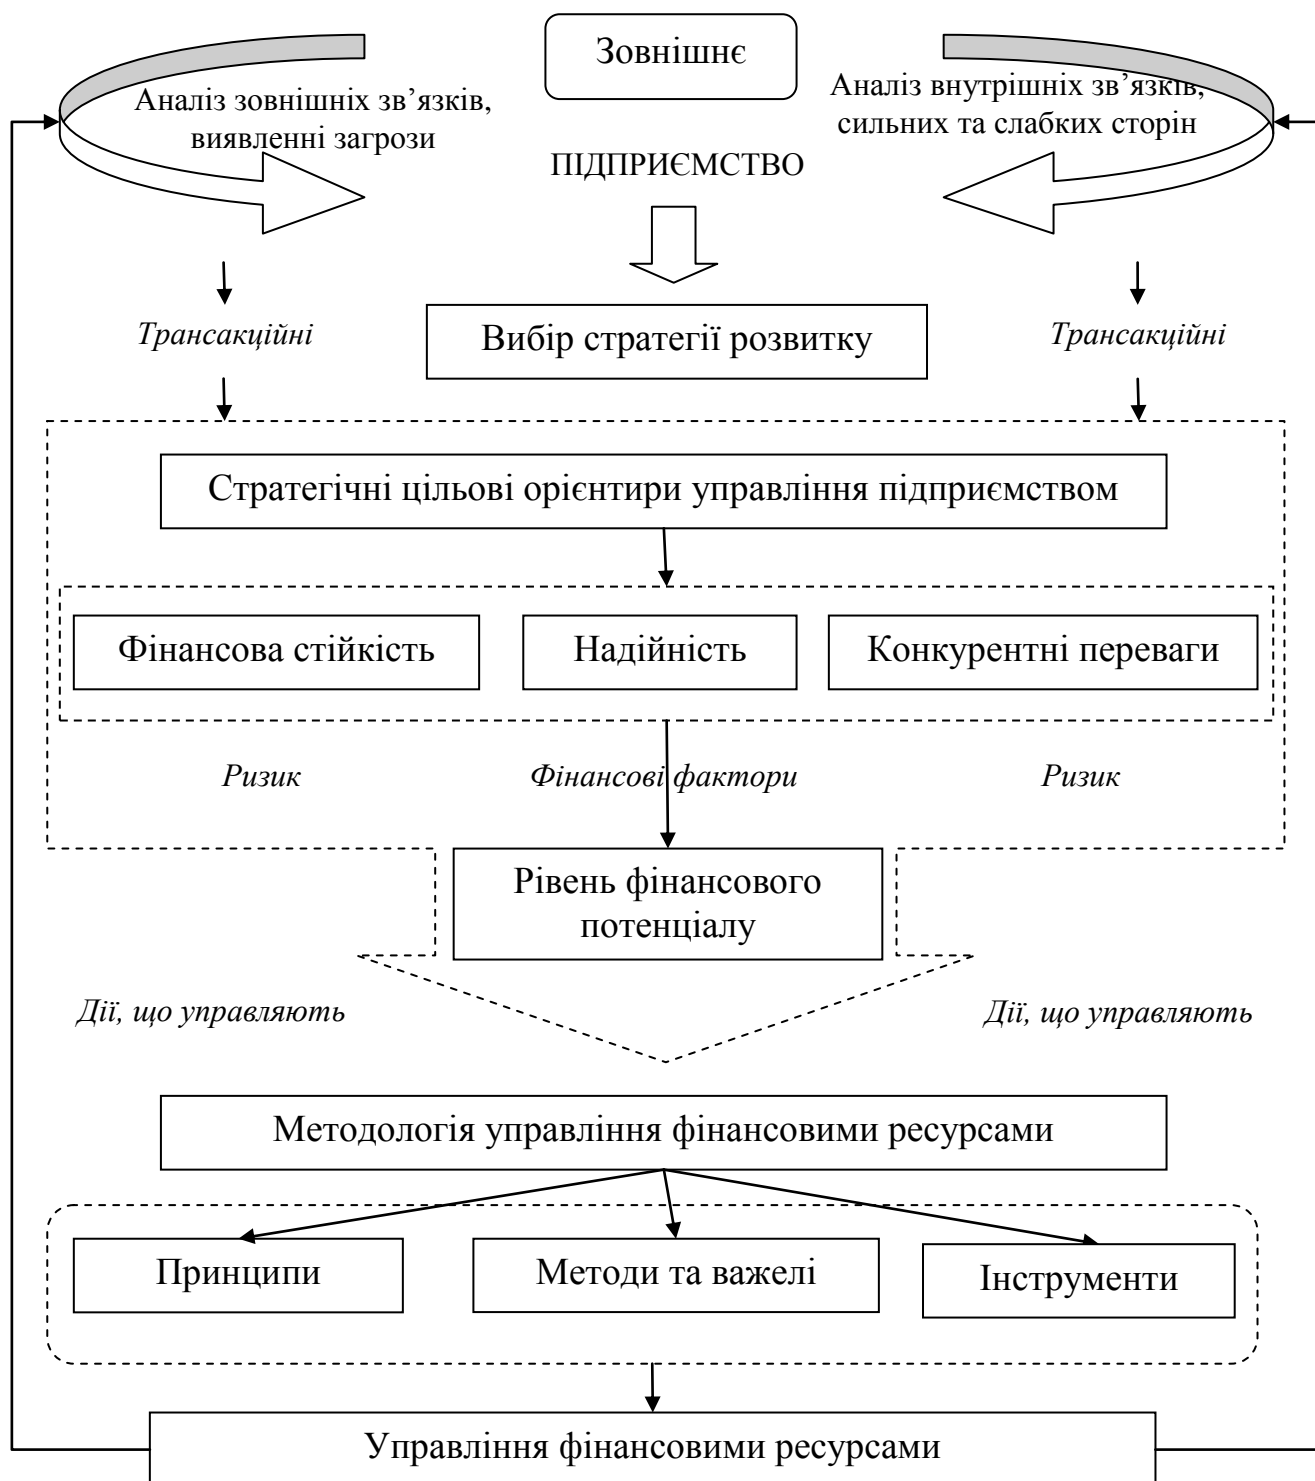 Зовнішнє
Аналіз зовнішніх зв’язків,
виявленні загрози
Аналіз внутрішніх зв’язків,
сильних та слабких сторін
ПІДПРИЄМСТВО
Трансакційні
Вибір стратегії розвитку
Трансакційні
Стратегічні цільові орієнтири управління підприємством
Фінансова стійкість
Надійність
Конкурентні переваги
Ризик
Фінансові фактори
Ризик
Рівень фінансового
потенціалу
Дії, що управляють
Дії, що управляють
Методологія управління фінансовими ресурсами
Принципи
Методи та важелі
Інструменти
Управління фінансовими ресурсами